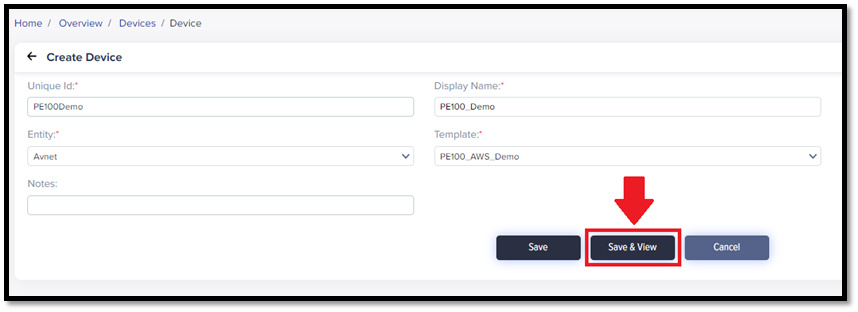 Home / Overview / Devices / Device
← Create Device
Unique Id:* Display Name:*
PE100Demo PE100_Demo
Entity:* Template:*
Avnet PE100_AWS_Demo
Notes:
Save Save & View Cancel